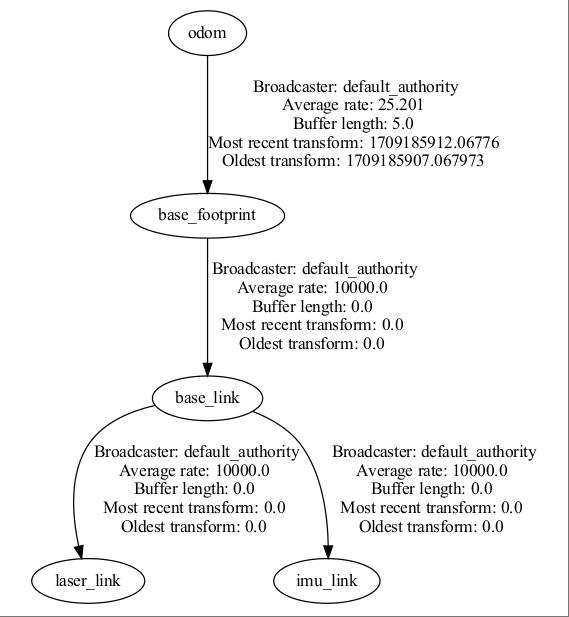 odom
Broadcaster: default_authority
Average rate: 25.201
Buffer length: 5.0
Most recent transform: 1709185912.06776
Oldest transform: 1709185907.067973
base_footprint
Broadcaster: default_authority
Average rate: 10000.0
Buffer length: 0.0
Most recent transform: 0.0
Oldest transform: 0.0
base_link
Broadcaster: default_authority
Average rate: 10000.0
Buffer length: 0.0
Most recent transform: 0.0
Oldest transform: 0.0
Broadcaster: default_authority
Average rate: 10000.0
Buffer length: 0.0
Most recent transform: 0.0
Oldest transform: 0.0
laser_link
imu_link